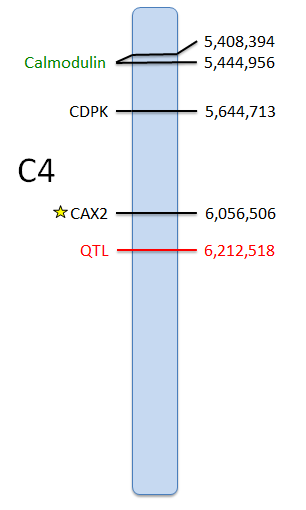 5,408,394
Calmodulin 5,444,956
CDPK 5,644,713
C4
CAX2 6,056,506
QTL 6,212,518